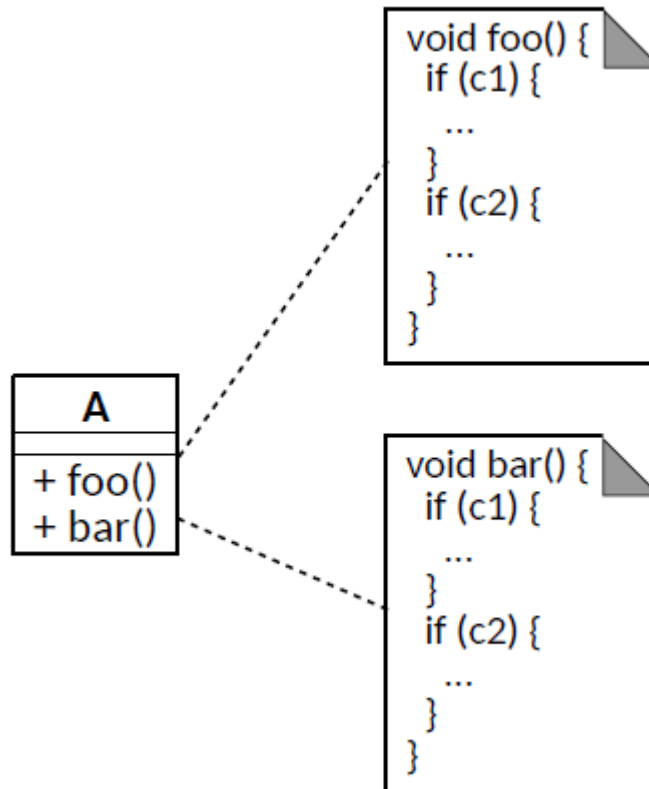 void foo() {
if (c1) {
...
}
if (c2) {
...
}
}
A
+ foo()
+ bar()
void bar() {
if (c1) {
...
}
if (c2) {
...
}
}